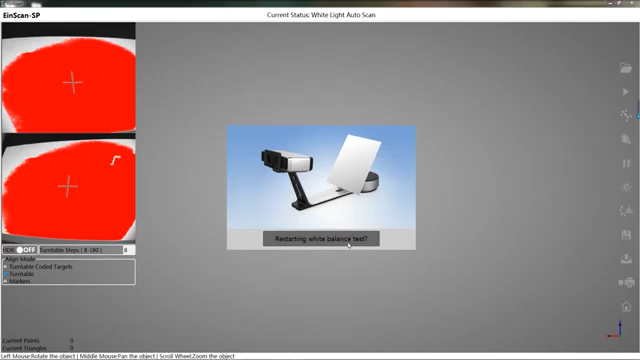 EinScan-SP
Current Status: White Light Auto Scan
Restarting white balance test?
HDR OFF Turntable Steps ( 8-180 ) 8
Align Mode
Turntable Coded Targets
Turntable
Markers
Current Points 0
Current Triangles 0
Left Mouse:Rotate the object | Middle Mouse:Pan the object | Scroll Wheel:Zoom the object